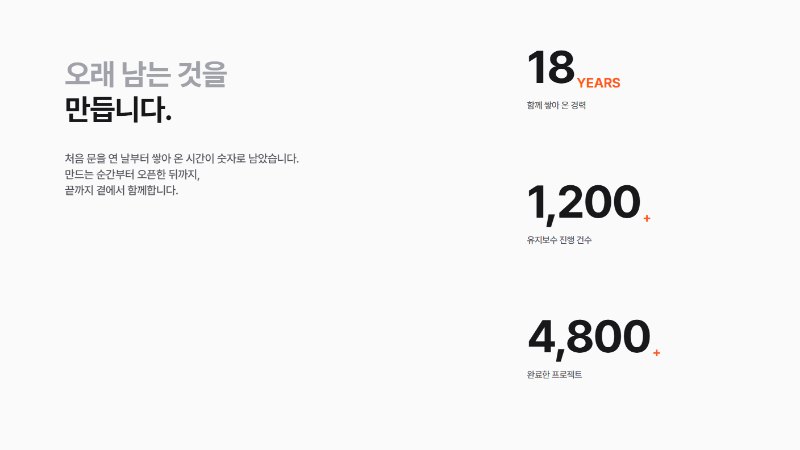 오래 남는 것을
만듭니다.
처음 문을 연 날부터 쌓아 온 시간이 숫자로 남았습니다.
만드는 순간부터 오픈한 뒤까지,
끝까지 곁에서 함께합니다.
18 YEARS
함께 쌓아 온 경력
1,200 +
유지보수 진행 건수
4,800 +
완료한 프로젝트